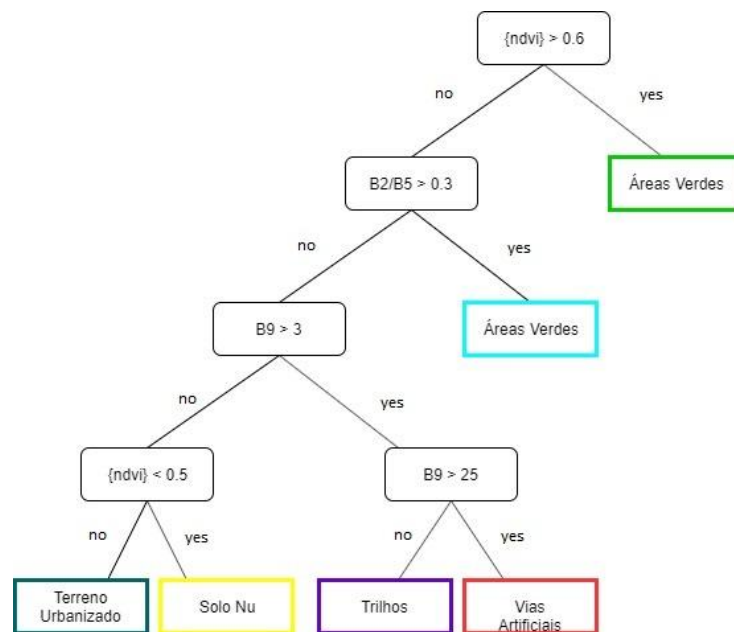 {ndvi} > 0.6
no
yes
B2/B5 > 0.3
Áreas Verdes
no
yes
B9 > 3
Áreas Verdes
no
yes
{ndvi} < 0.5
B9 > 25
no
yes
no
yes
Terreno
Urbanizado
Solo Nu
Trilhos
Vias
Artificiais